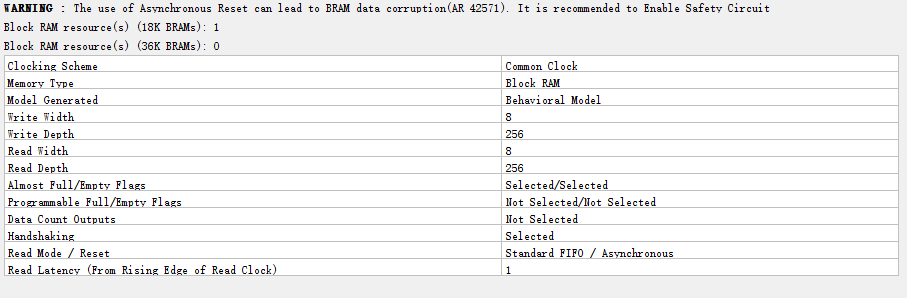 WARNING : The use of Asynchronous Reset can lead to BRAM data corruption(AR 42571). It is recommended to Enable Safety Circuit
Block RAM resource(s) (18K BRAMs): 1
Block RAM resource(s) (36K BRAMs): 0
Clocking Scheme Common Clock
Memory Type Block RAM
Model Generated Behavioral Model
Write Width 8
Write Depth 256
Read Width 8
Read Depth 256
Almost Full/Empty Flags Selected/Selected
Programmable Full/Empty Flags Not Selected/Not Selected
Data Count Outputs Not Selected
Handshaking Selected
Read Mode / Reset Standard FIFO / Asynchronous
Read Latency (From Rising Edge of Read Clock) 1